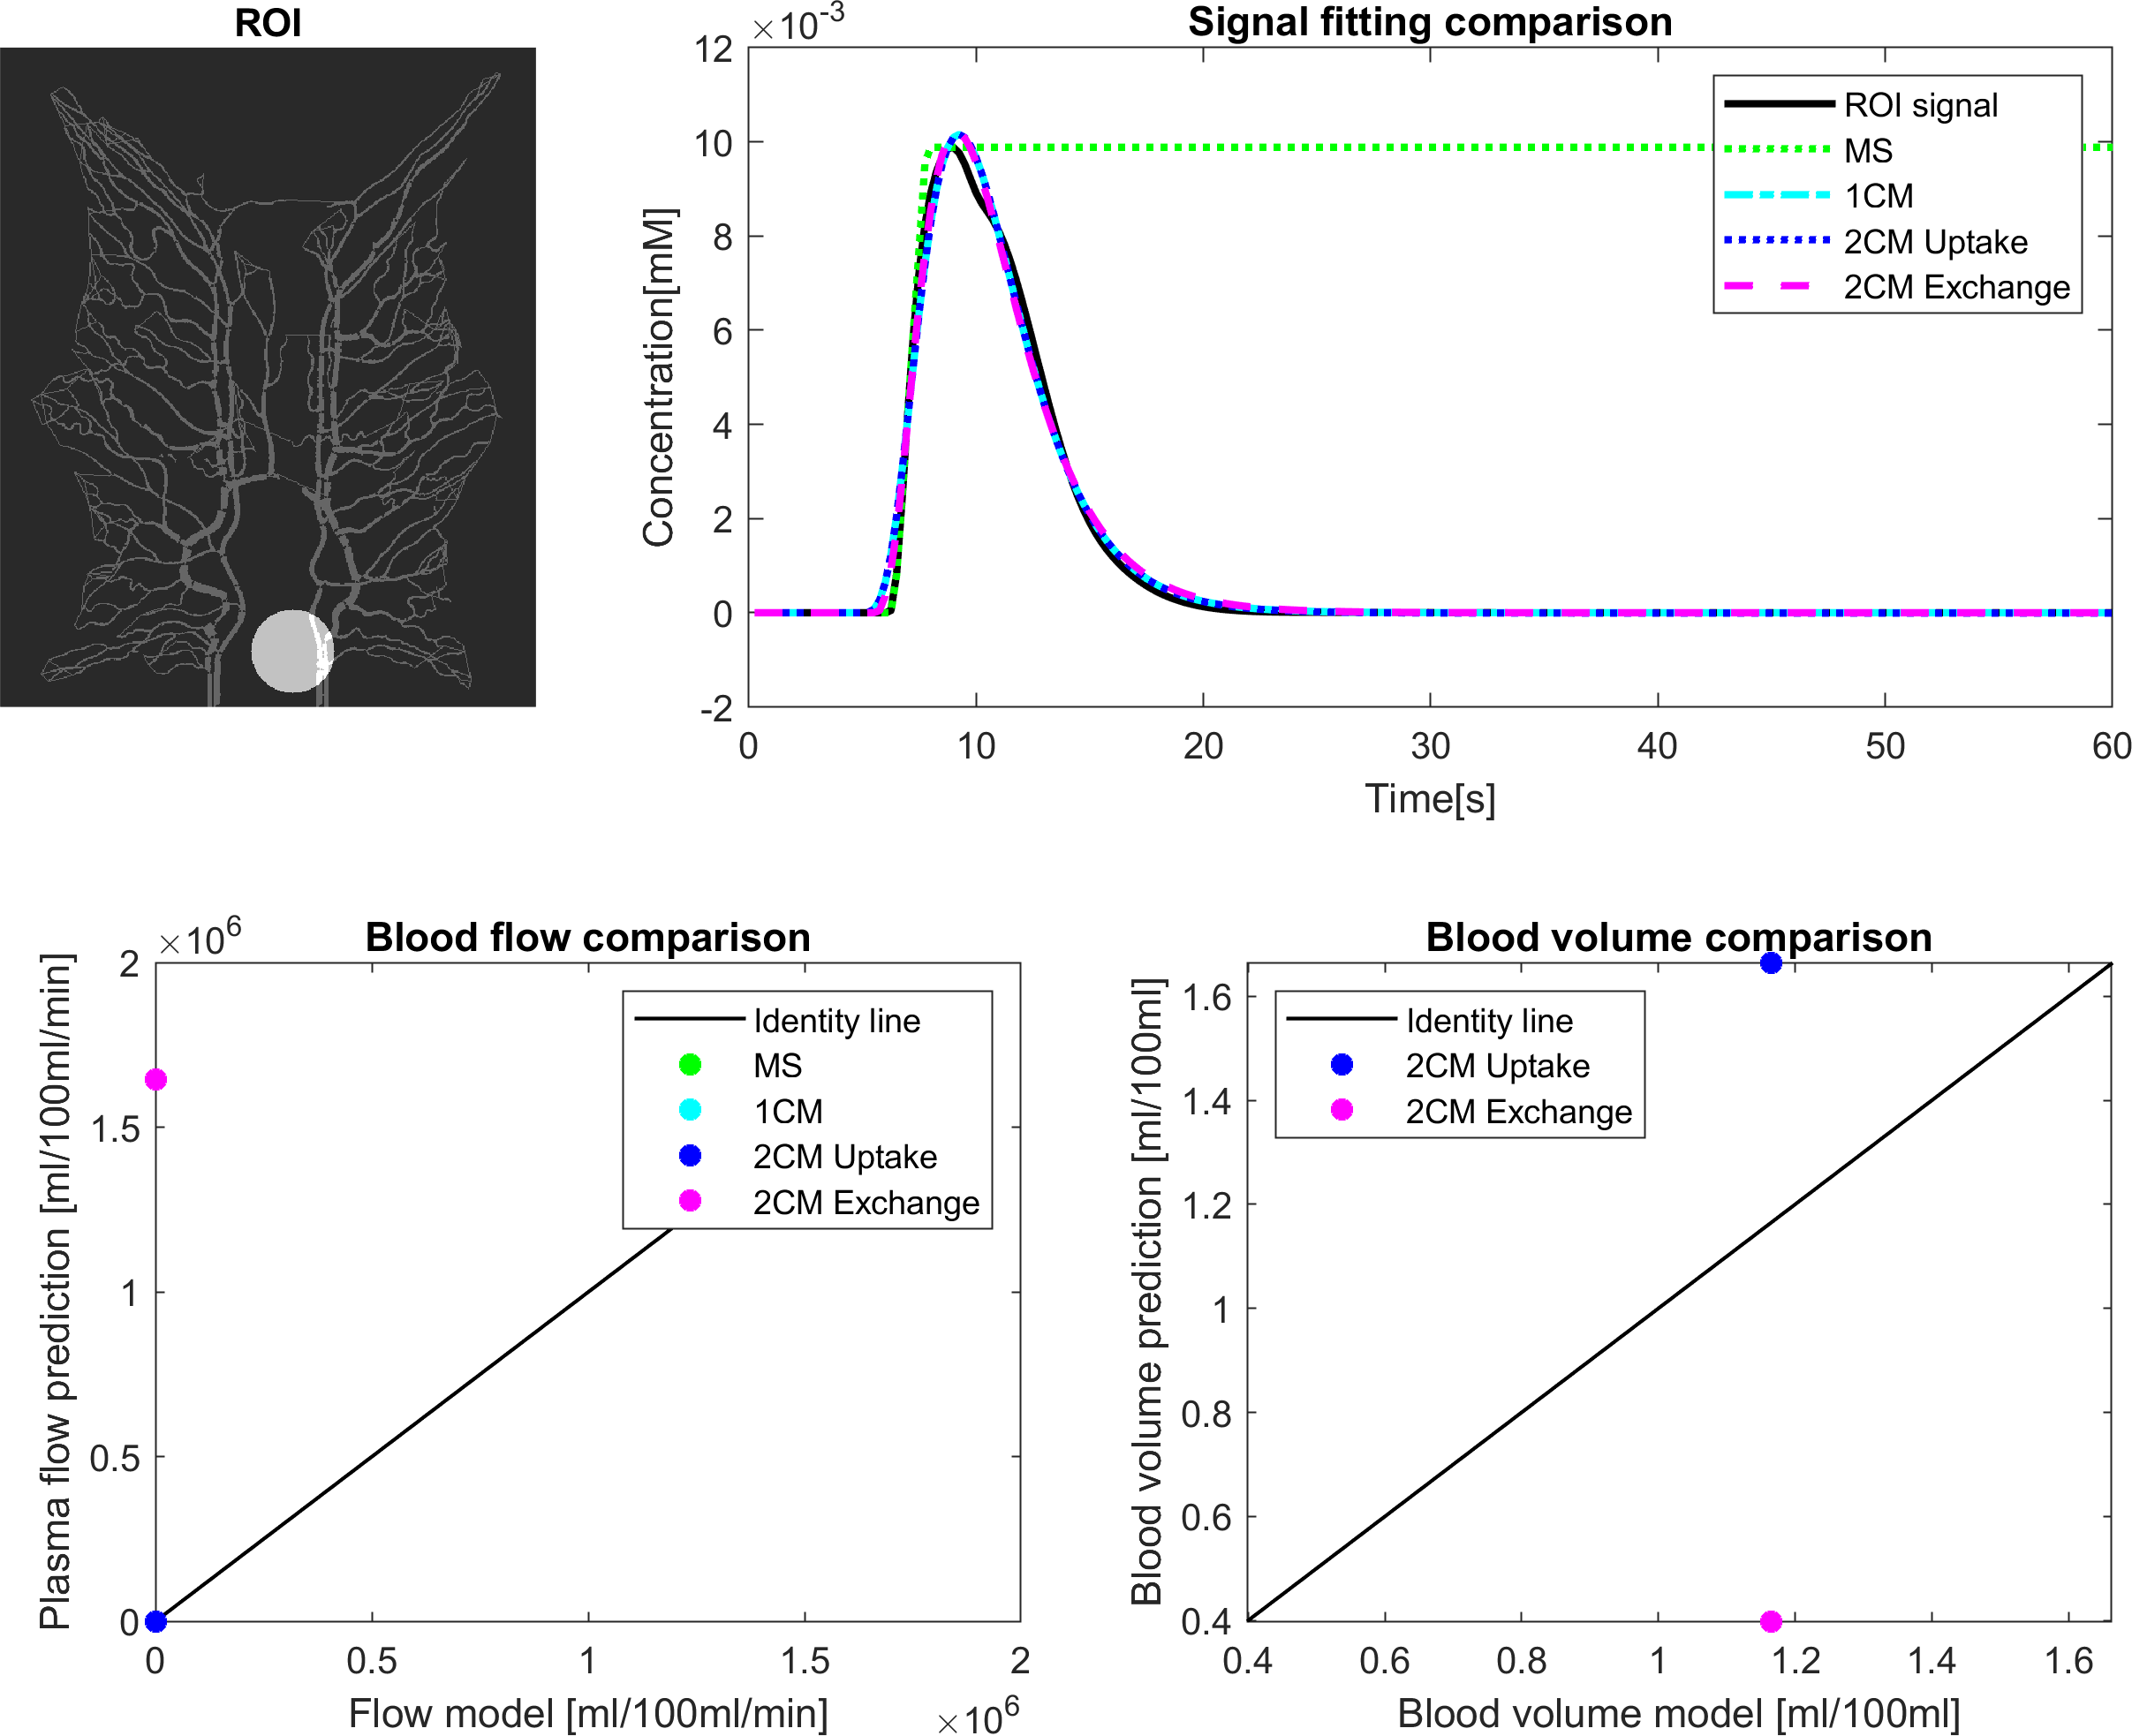 ROI
Signal fitting comparison
×10⁻³
12
10
8
6
4
2
0
-2
Concentration[mM]
0 10 20 30 40 50 60
Time[s]
ROI signal
MS
1CM
2CM Uptake
2CM Exchange
Blood flow comparison
×10⁶
2
1.5
1
0.5
0
Plasma flow prediction [ml/100ml/min]
0 0.5 1 1.5 2
Flow model [ml/100ml/min]
×10⁶
Identity line
MS
1CM
2CM Uptake
2CM Exchange
Blood volume comparison
1.6
1.4
1.2
1
0.8
0.6
0.4
Blood volume prediction [ml/100ml]
0.4 0.6 0.8 1 1.2 1.4 1.6
Blood volume model [ml/100ml]
Identity line
2CM Uptake
2CM Exchange